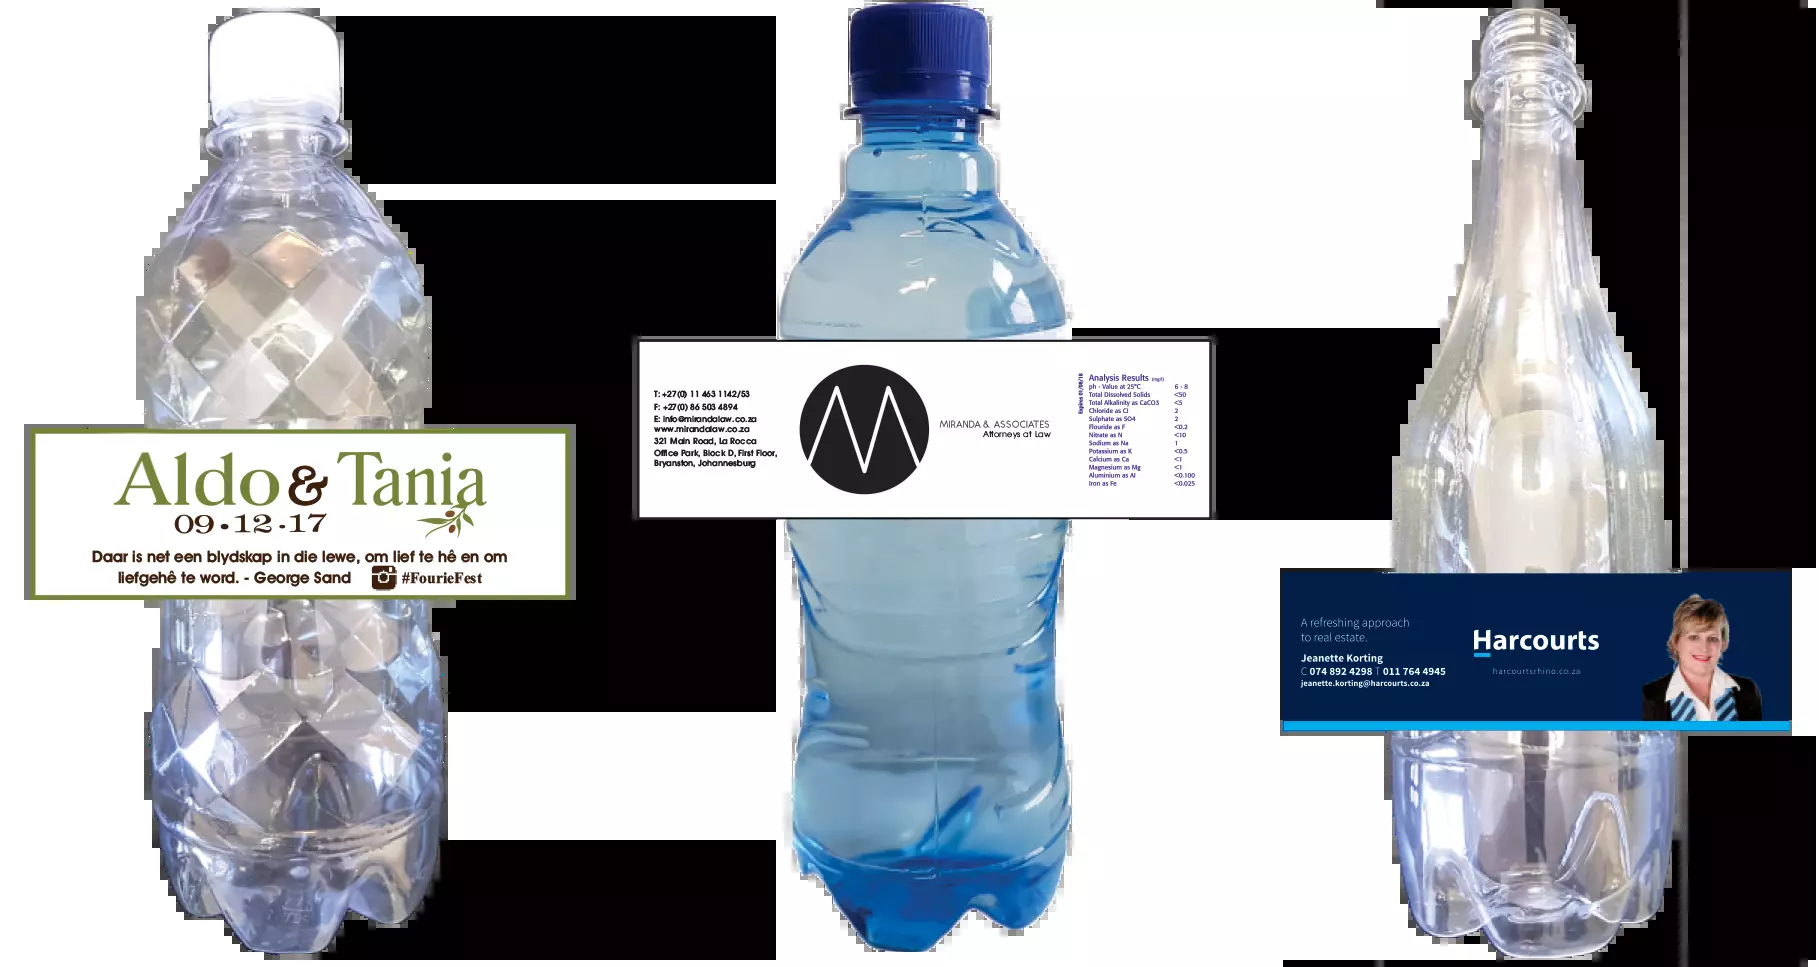 Aldo & Tania
09 • 12 • 17
Daar is net een blydskap in die lewe, om lief te hê en om
liefgehê te word. - George Sand #FourieFest
T: +27(0) 11 463 1142/53
F: +27(0) 86 503 4894
E: info@mirandalaw.co.za
www.mirandalaw.co.za
321 Main Road, La Rocca
Office Park, Block D, First Floor,
Bryanston, Johannesburg
M
MIRANDA & ASSOCIATES
Attorneys at Law
Expires 01/08/18
Analysis Results (mg/l)
ph - Value at 25°C 6 - 8
Total Dissolved Solids <50
Total Alkalinity as CaCO3 <5
Chloride as Cl 2
Sulphate as SO4 2
Flouride as F <0.2
Nitrate as N <10
Sodium as Na 1
Potassium as K <0.5
Calcium as Ca <1
Magnesium as Mg <1
Aluminium as Al <0.100
Iron as Fe <0.025
A refreshing approach
to real estate.
Jeanette Korting
C 074 892 4298 T 011 764 4945
jeanette.korting@harcourts.co.za
Harcourts
harcourtsrhino.co.za